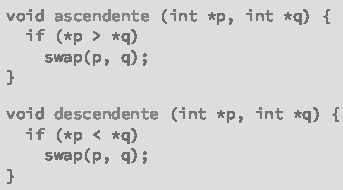 void ascendente (int *p, int *q) {
  if (*p > *q)
    swap(p, q);
}
void descendente (int *p, int *q) {
  if (*p < *q)
    swap(p, q);
}